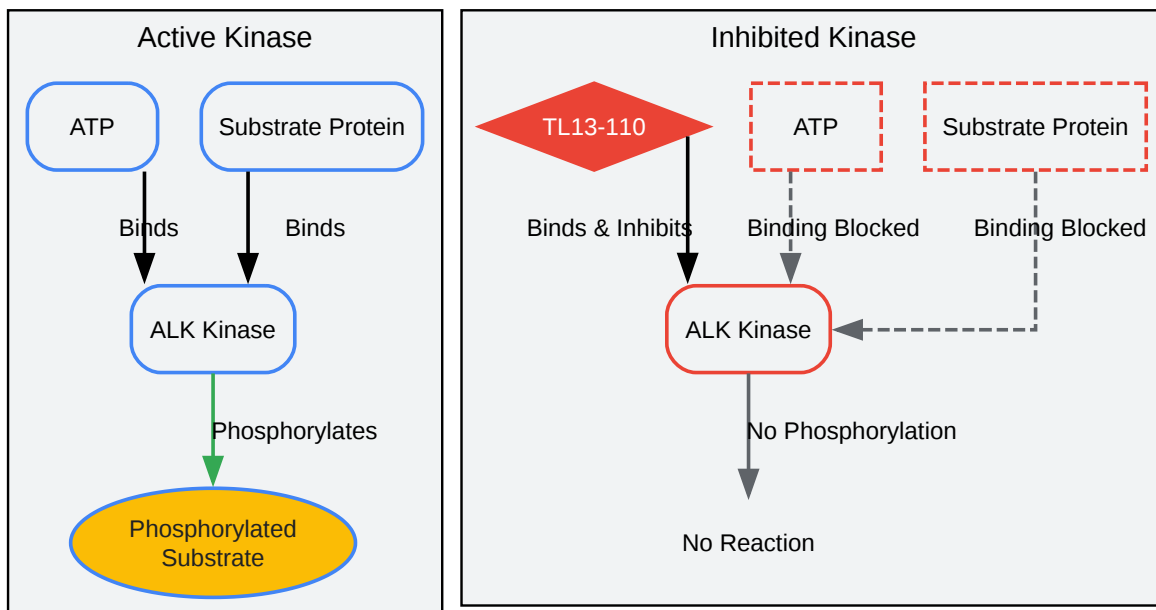 Active Kinase
ATP
Substrate Protein
Binds
Binds
ALK Kinase
Phosphorylates
Phosphorylated
Substrate
Inhibited Kinase
TL13-110
ATP
Substrate Protein
Binds & Inhibits
Binding Blocked
Binding Blocked
ALK Kinase
No Phosphorylation
No Reaction